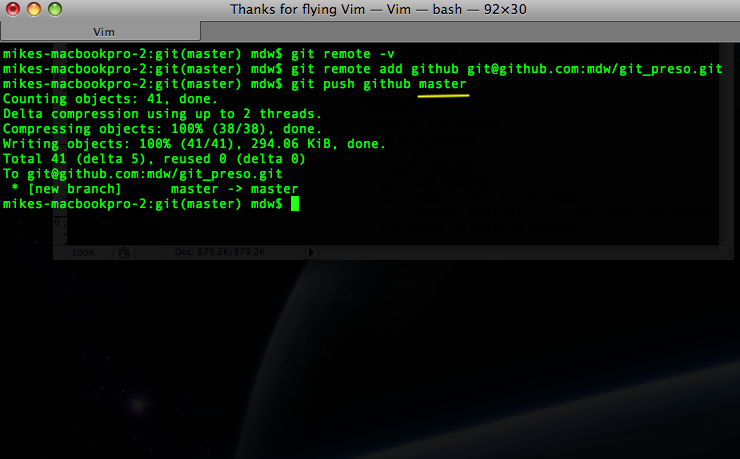 Thanks for flying Vim — Vim — bash — 92×30
Vim
mikes-macbookpro-2:git(master) mdw$ git remote -v
mikes-macbookpro-2:git(master) mdw$ git remote add github git@github.com:mdw/git_preso.git
mikes-macbookpro-2:git(master) mdw$ git push github master
Counting objects: 41, done.
Delta compression using up to 2 threads.
Compressing objects: 100% (38/38), done.
Writing objects: 100% (41/41), 294.06 KiB, done.
Total 41 (delta 5), reused 0 (delta 0)
To git@github.com:mdw/git_preso.git
 * [new branch]      master -> master
mikes-macbookpro-2:git(master) mdw$
100% Doc: 879.2K/879.2K